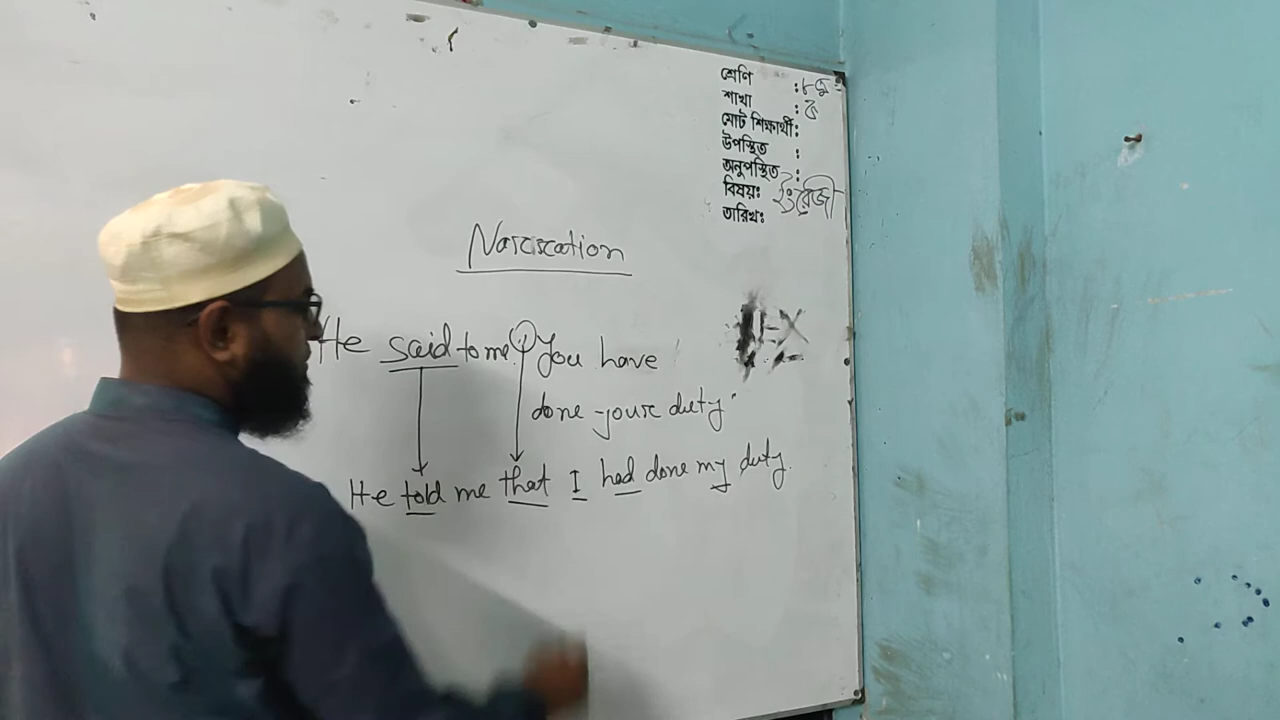 শ্রেণি :
শাখা : ক
মোট শিক্ষার্থী:
উপস্থিত :
অনুপস্থিত :
বিষয়ঃ ইংরেজী
তারিখঃ
Narration
He said to me, You have
done your duty.
He told me that I had done my duty.